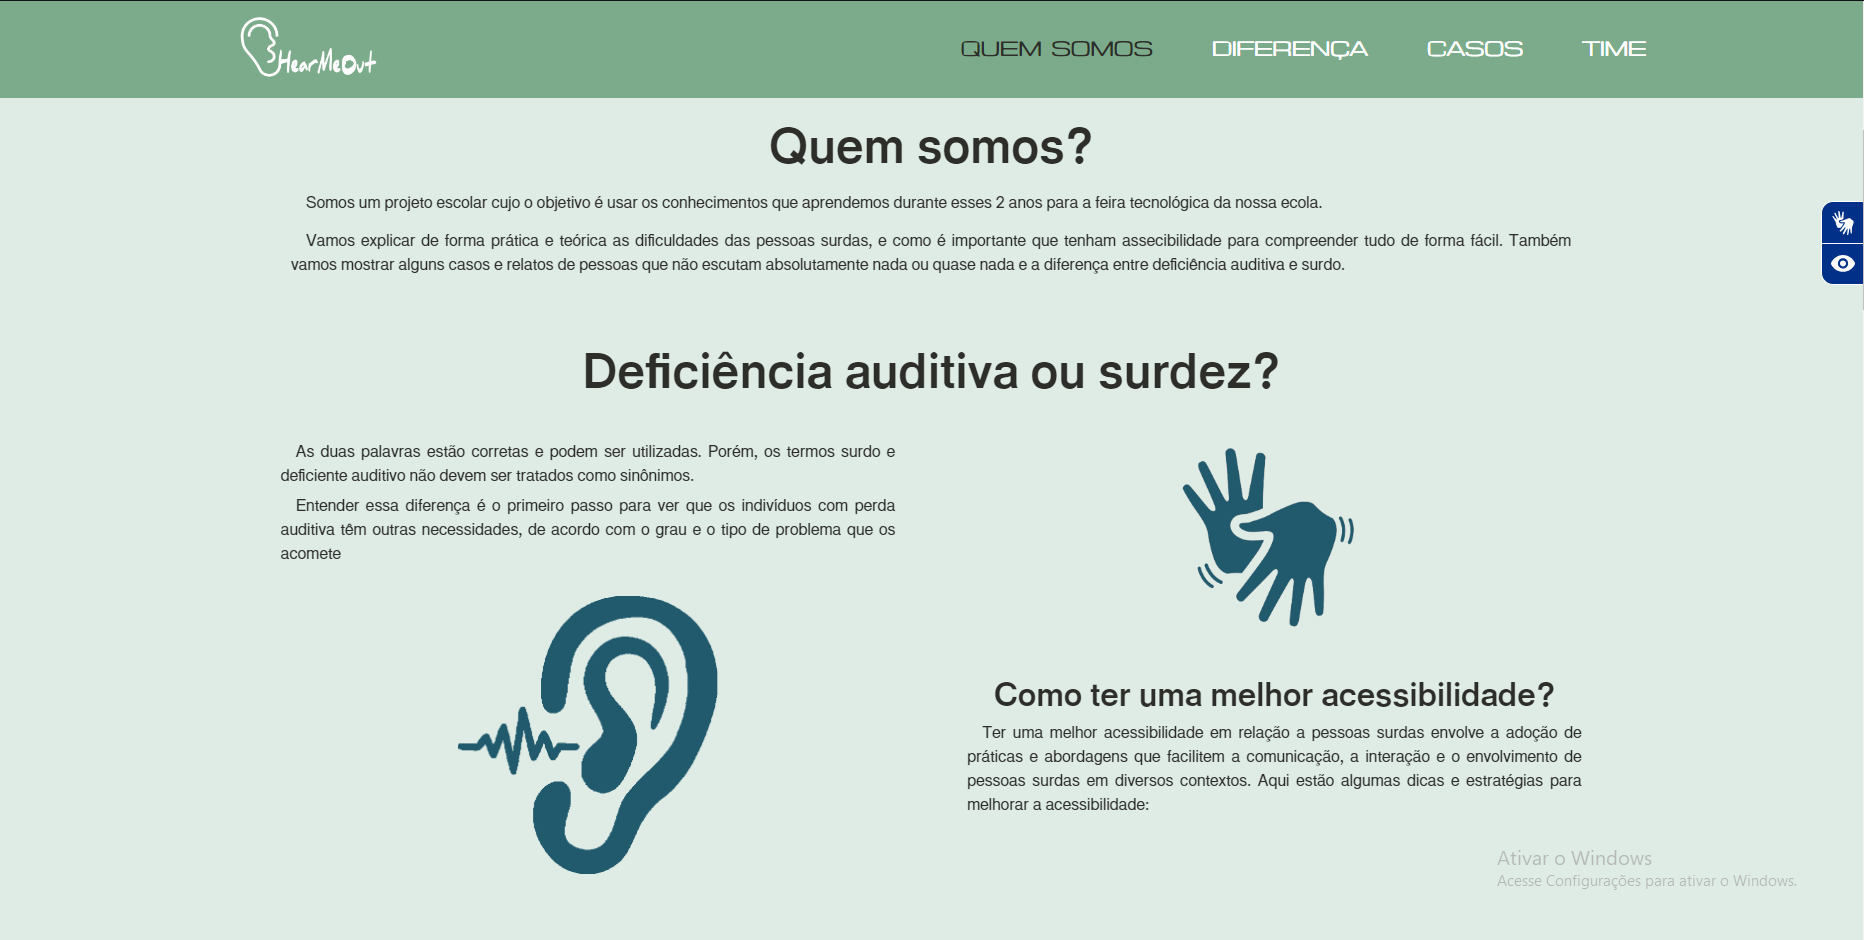 HearMeOut
QUEM SOMOS
DIFERENÇA
CASOS
TIME
Quem somos?
Somos um projeto escolar cujo o objetivo é usar os conhecimentos que aprendemos durante esses 2 anos para a feira tecnológica da nossa ecola.
Vamos explicar de forma prática e teórica as dificuldades das pessoas surdas, e como é importante que tenham assecibilidade para compreender tudo de forma fácil. Também
vamos mostrar alguns casos e relatos de pessoas que não escutam absolutamente nada ou quase nada e a diferença entre deficiência auditiva e surdo.
Deficiência auditiva ou surdez?
As duas palavras estão corretas e podem ser utilizadas. Porém, os termos surdo e
deficiente auditivo não devem ser tratados como sinônimos.
Entender essa diferença é o primeiro passo para ver que os indivíduos com perda
auditiva têm outras necessidades, de acordo com o grau e o tipo de problema que os
acomete
Como ter uma melhor acessibilidade?
Ter uma melhor acessibilidade em relação a pessoas surdas envolve a adoção de
práticas e abordagens que facilitem a comunicação, a interação e o envolvimento de
pessoas surdas em diversos contextos. Aqui estão algumas dicas e estratégias para
melhorar a acessibilidade:
Ativar o Windows
Acesse Configurações para ativar o Windows.